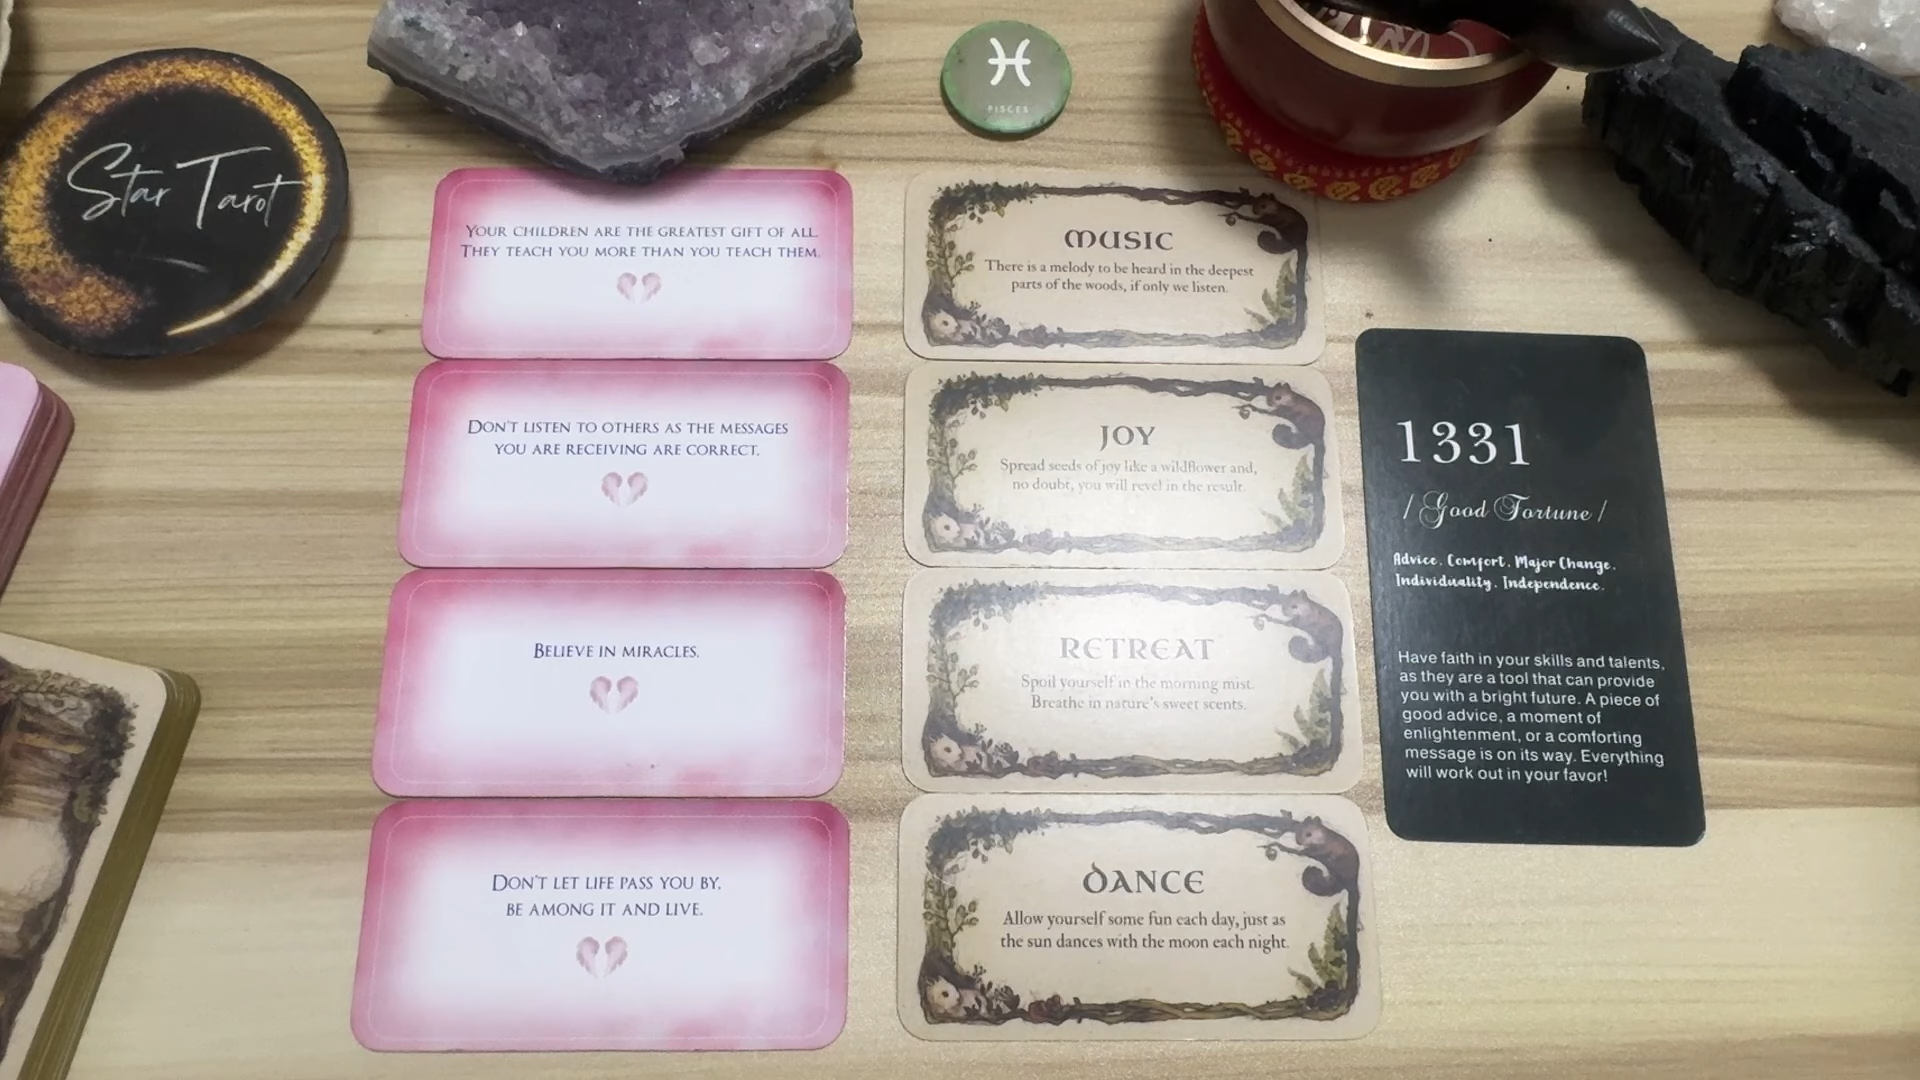 Star Tarot
PISCES
YOUR CHILDREN ARE THE GREATEST GIFT OF ALL.
THEY TEACH YOU MORE THAN YOU TEACH THEM.
DON'T LISTEN TO OTHERS AS THE MESSAGES
YOU ARE RECEIVING ARE CORRECT.
BELIEVE IN MIRACLES.
DON'T LET LIFE PASS YOU BY,
BE AMONG IT AND LIVE.
MUSIC
There is a melody to be heard in the deepest
parts of the woods, if only we listen.
JOY
Spread seeds of joy like a wildflower and,
no doubt, you will revel in the result.
RETREAT
Spoil yourself in the morning mist.
Breathe in nature's sweet scents.
DANCE
Allow yourself some fun each day, just as
the sun dances with the moon each night.
1331
/ Good Fortune /
Advice. Comfort. Major Change.
Individuality. Independence.
Have faith in your skills and talents,
as they are a tool that can provide
you with a bright future. A piece of
good advice, a moment of
enlightenment, or a comforting
message is on its way. Everything
will work out in your favor!